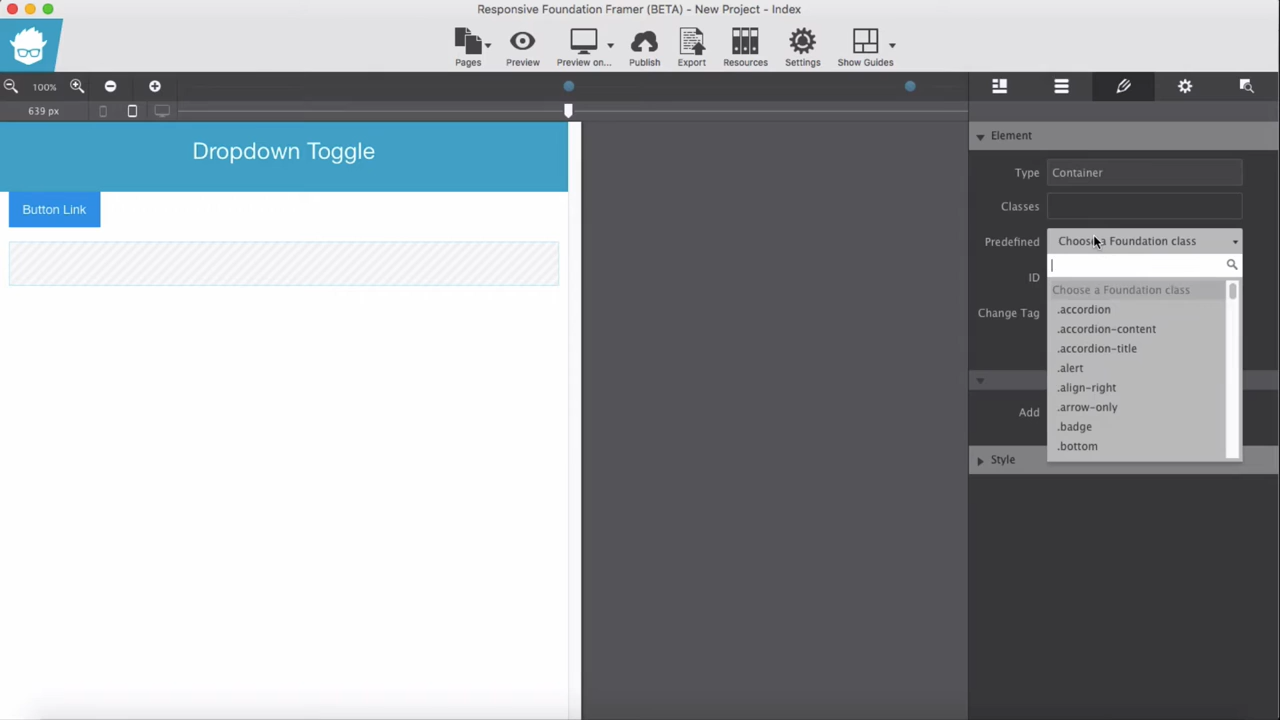 Responsive Foundation Framer (BETA) - New Project - Index
Pages
Preview
Preview on...
Publish
Export
Resources
Settings
Show Guides
100%
639 px
Dropdown Toggle
Button Link
Element
Type
Container
Classes
Predefined
Choose a Foundation class
ID
Choose a Foundation class
.accordion
.accordion-content
.accordion-title
.alert
.align-right
.arrow-only
.badge
.bottom
Change Tag
Add
Style